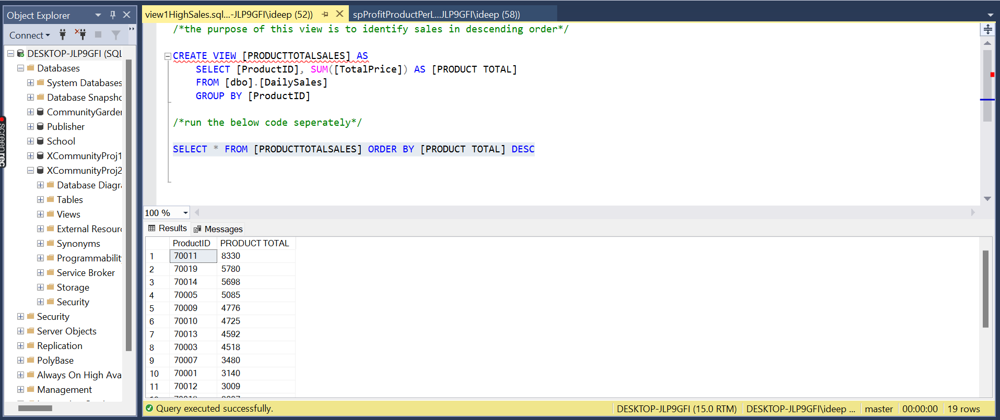 Object Explorer
view1HighSales.sql...-JLP9GFI\ideep (52))
spProfitProductPerL...JLP9GFI\ideep (58))
Connect
DESKTOP-JLP9GFI (SQL
Databases
System Databases
Database Snapsho
CommunityGarder
Publisher
School
XCommunityProj1
XCommunityProj2
Database Diagra
Tables
Views
External Resourc
Synonyms
Programmability
Service Broker
Storage
Security
Security
Server Objects
Replication
PolyBase
Always On High Ava
Management
screenrec
/*the purpose of this view is to identify sales in descending order*/
CREATE VIEW [PRODUCTTOTALSALES] AS
SELECT [ProductID], SUM([TotalPrice]) AS [PRODUCT TOTAL]
FROM [dbo].[DailySales]
GROUP BY [ProductID]
/*run the below code seperately*/
SELECT * FROM [PRODUCTTOTALSALES] ORDER BY [PRODUCT TOTAL] DESC
100 %
Results Messages
ProductID PRODUCT TOTAL
1 70011 8330
2 70019 5780
3 70014 5698
4 70005 5085
5 70009 4776
6 70010 4725
7 70013 4592
8 70003 4518
9 70007 3480
10 70001 3140
11 70012 3009
Query executed successfully.
DESKTOP-JLP9GFI (15.0 RTM) DESKTOP-JLP9GFI\ideep ... master 00:00:00 19 rows